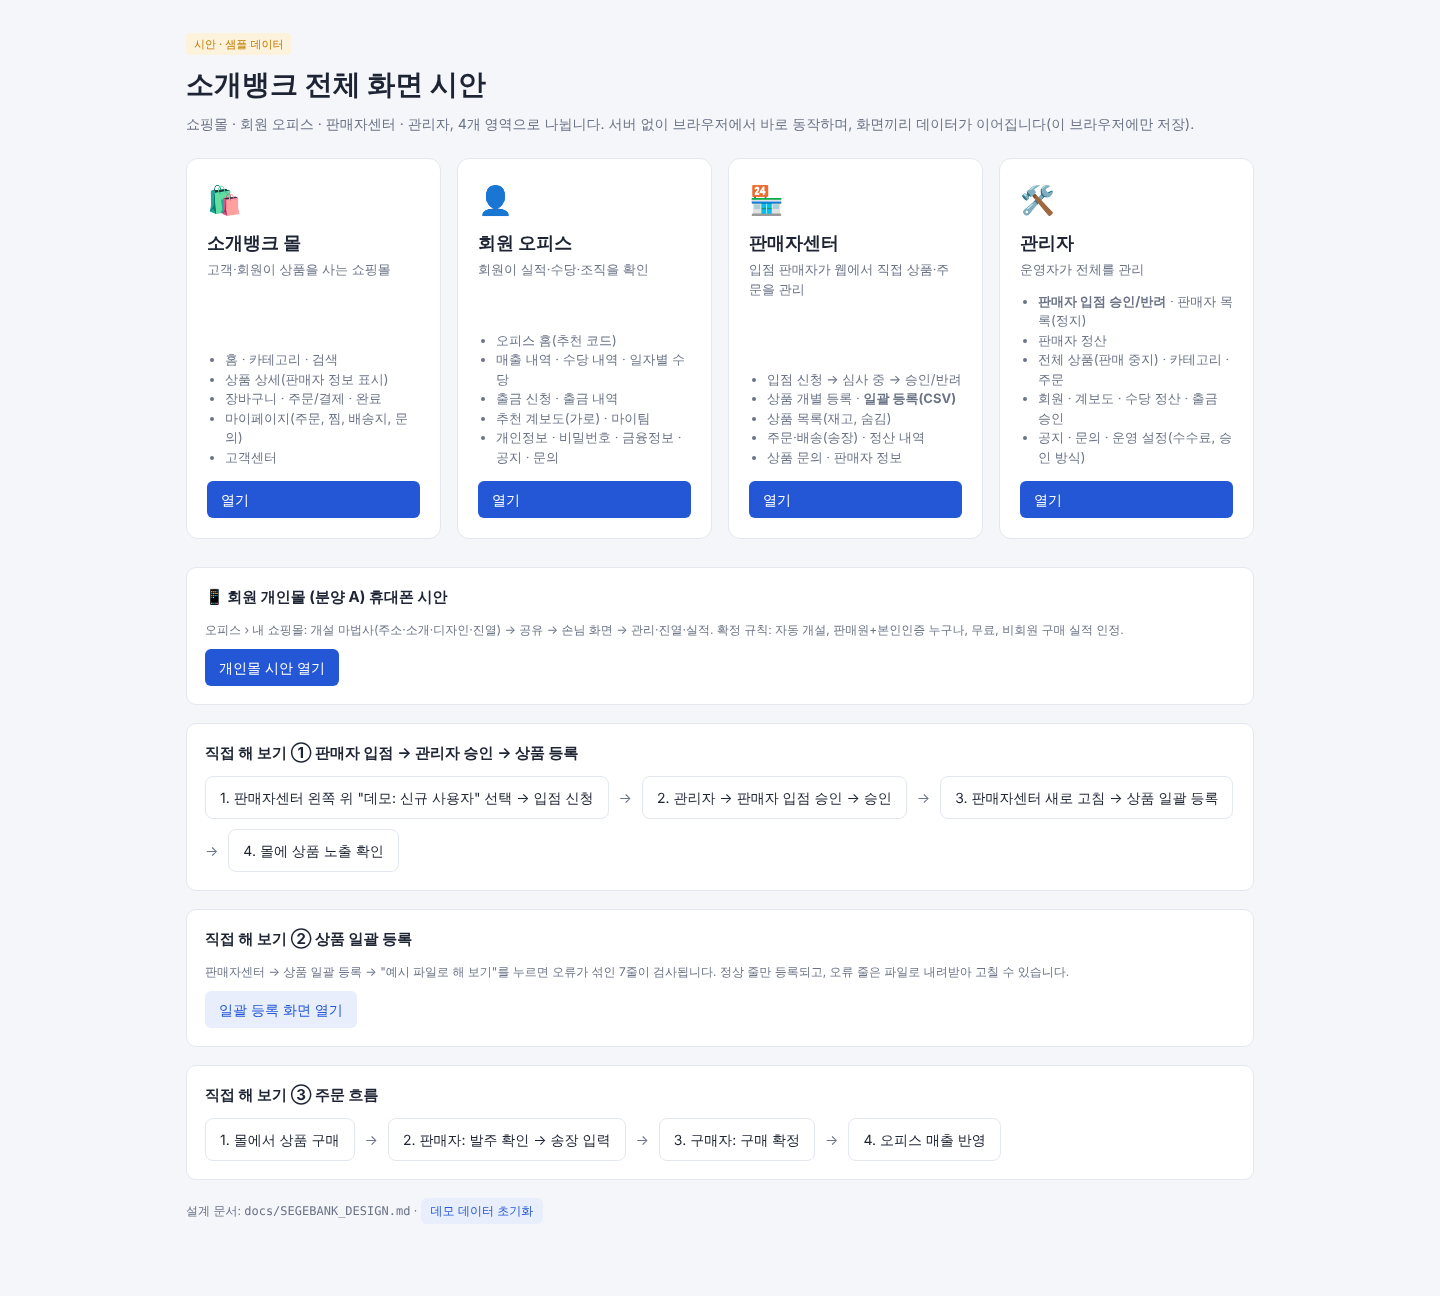 시안 · 샘플 데이터
소개뱅크 전체 화면 시안
쇼핑몰 · 회원 오피스 · 판매자센터 · 관리자, 4개 영역으로 나뉩니다. 서버 없이 브라우저에서 바로 동작하며, 화면끼리 데이터가 이어집니다(이 브라우저에만 저장).
소개뱅크 몰
고객·회원이 상품을 사는 쇼핑몰
• 홈 · 카테고리 · 검색
• 상품 상세(판매자 정보 표시)
• 장바구니 · 주문/결제 · 완료
• 마이페이지(주문, 찜, 배송지, 문
의)
• 고객센터
열기
회원 오피스
회원이 실적·수당·조직을 확인
• 오피스 홈(추천 코드)
• 매출 내역 · 수당 내역 · 일자별 수
당
• 출금 신청 · 출금 내역
• 추천 계보도(가로) · 마이팀
• 개인정보 · 비밀번호 · 금융정보 ·
공지 · 문의
열기
판매자센터
입점 판매자가 웹에서 직접 상품·주
문을 관리
• 입점 신청 → 심사 중 → 승인/반려
• 상품 개별 등록 · 일괄 등록(CSV)
• 상품 목록(재고, 숨김)
• 주문·배송(송장) · 정산 내역
• 상품 문의 · 판매자 정보
열기
관리자
운영자가 전체를 관리
• 판매자 입점 승인/반려 · 판매자 목
록(정지)
• 판매자 정산
• 전체 상품(판매 중지) · 카테고리 ·
주문
• 회원 · 계보도 · 수당 정산 · 출금
승인
• 공지 · 문의 · 운영 설정(수수료, 승
인 방식)
열기
📱 회원 개인몰 (분양 A) 휴대폰 시안
오피스 › 내 쇼핑몰: 개설 마법사(주소·소개·디자인·진열) → 공유 → 손님 화면 → 관리·진열·실적. 확정 규칙: 자동 개설, 판매원+본인인증 누구나, 무료, 비회원 구매 실적 인정.
개인몰 시안 열기
직접 해 보기 ① 판매자 입점 → 관리자 승인 → 상품 등록
1. 판매자센터 왼쪽 위 "데모: 신규 사용자" 선택 → 입점 신청 → 2. 관리자 → 판매자 입점 승인 → 승인 → 3. 판매자센터 새로 고침 → 상품 일괄 등록
→ 4. 몰에 상품 노출 확인
직접 해 보기 ② 상품 일괄 등록
판매자센터 → 상품 일괄 등록 → "예시 파일로 해 보기"를 누르면 오류가 섞인 7줄이 검사됩니다. 정상 줄만 등록되고, 오류 줄은 파일로 내려받아 고칠 수 있습니다.
일괄 등록 화면 열기
직접 해 보기 ③ 주문 흐름
1. 몰에서 상품 구매 → 2. 판매자: 발주 확인 → 송장 입력 → 3. 구매자: 구매 확정 → 4. 오피스 매출 반영
설계 문서: docs/SEGEBANK_DESIGN.md · 데모 데이터 초기화